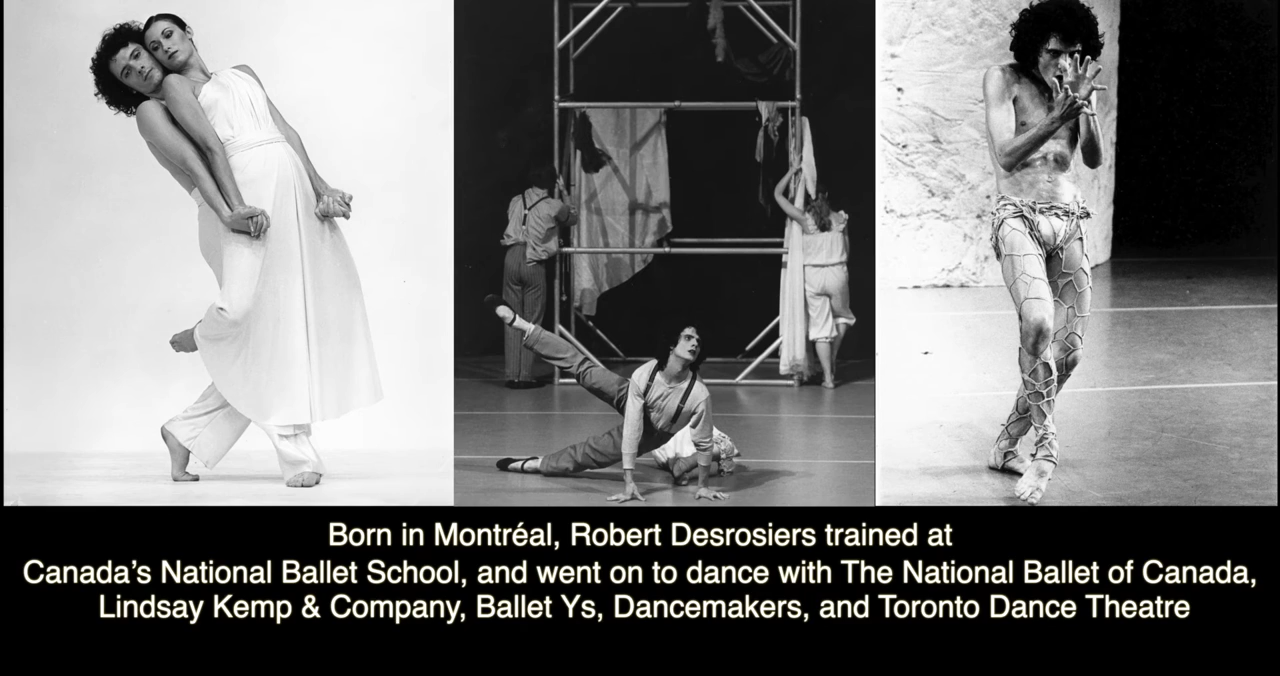 Born in Montréal, Robert Desrosiers trained at
Canada’s National Ballet School, and went on to dance with The National Ballet of Canada,
Lindsay Kemp & Company, Ballet Ys, Dancemakers, and Toronto Dance Theatre